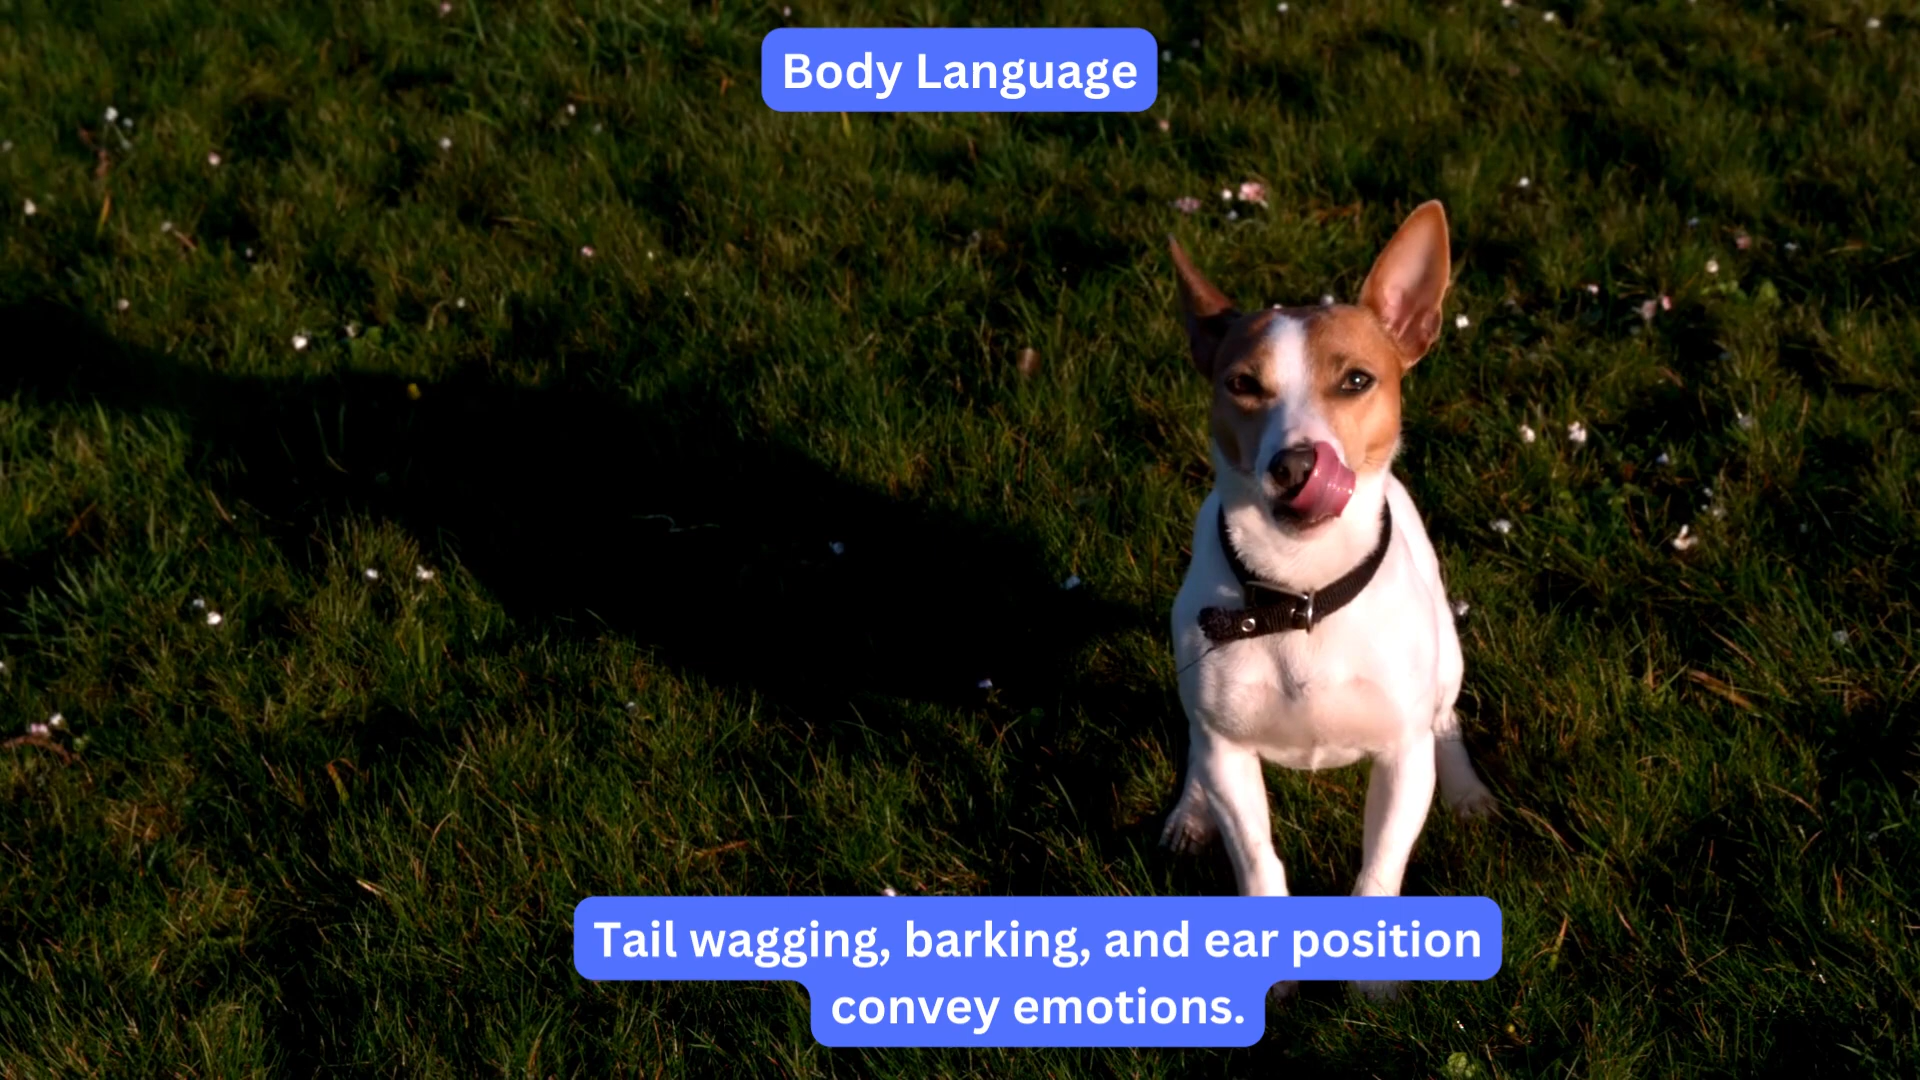 Body Language
Tail wagging, barking, and ear position
convey emotions.